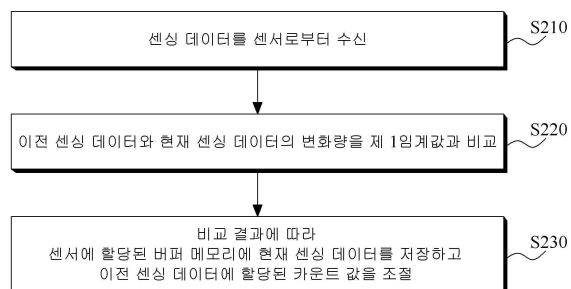 센싱 데이터를 센서로부터 수신
S210
이전 센싱 데이터와 현재 센싱 데이터의 변화량을 제 1임계값과 비교
S220
비교 결과에 따라
센서에 할당된 버퍼 메모리에 현재 센싱 데이터를 저장하고
이전 센싱 데이터에 할당된 카운트 값을 조절
S230